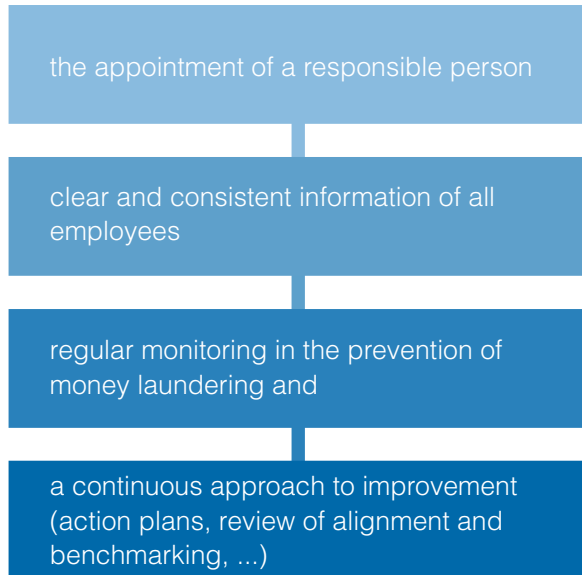 the appointment of a responsible person
clear and consistent information of all
employees
regular monitoring in the prevention of
money laundering and
a continuous approach to improvement
(action plans, review of alignment and
benchmarking, ...)